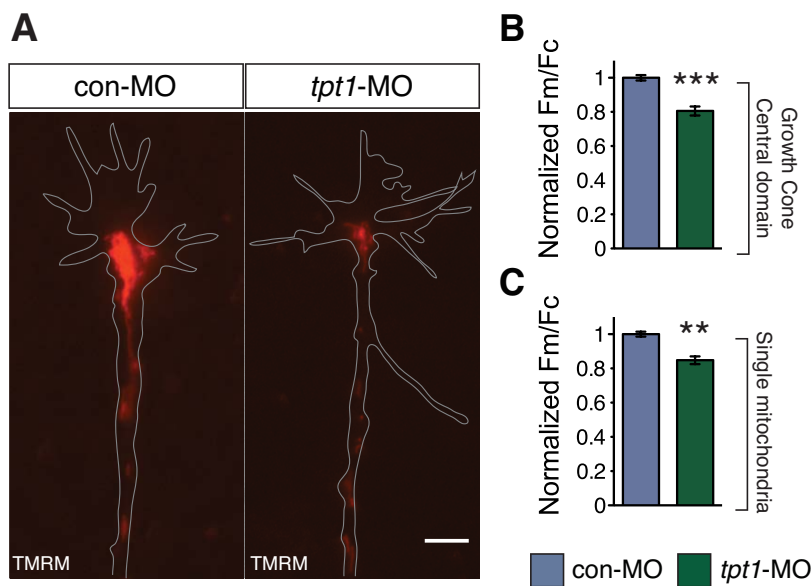 A
con-MO
tpt1-MO
TMRM
TMRM
B
Normalized Fm/Fc
1
0.8
0.6
0.4
0.2
0
***
Growth Cone
Central domain
C
Normalized Fm/Fc
1
0.8
0.6
0.4
0.2
0
**
Single mitochondria
con-MO
tpt1-MO